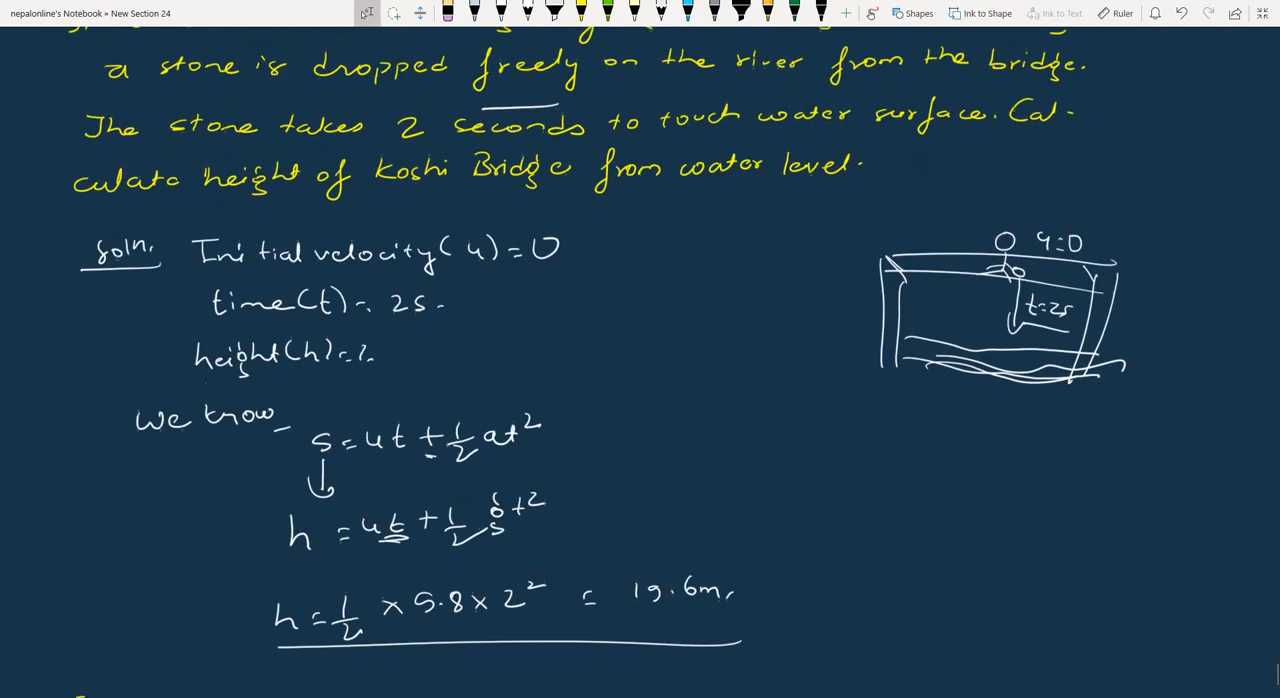 nepalonline's Notebook » New Section 24
Shapes Ink to Shape Ink to Text Ruler
a stone is dropped freely on the river from the bridge.
The stone takes 2 seconds to touch water surface. Cal-
culate height of Koshi Bridge from water level.
Soln. Initial velocity (u) = 0
time (t) = 2s.
height (h) = ?
We know
s = ut + 1/2 at²
h = ut + 1/2 g t²
h = 1/2 × 9.8 × 2² = 19.6m.
u=0
t=2s